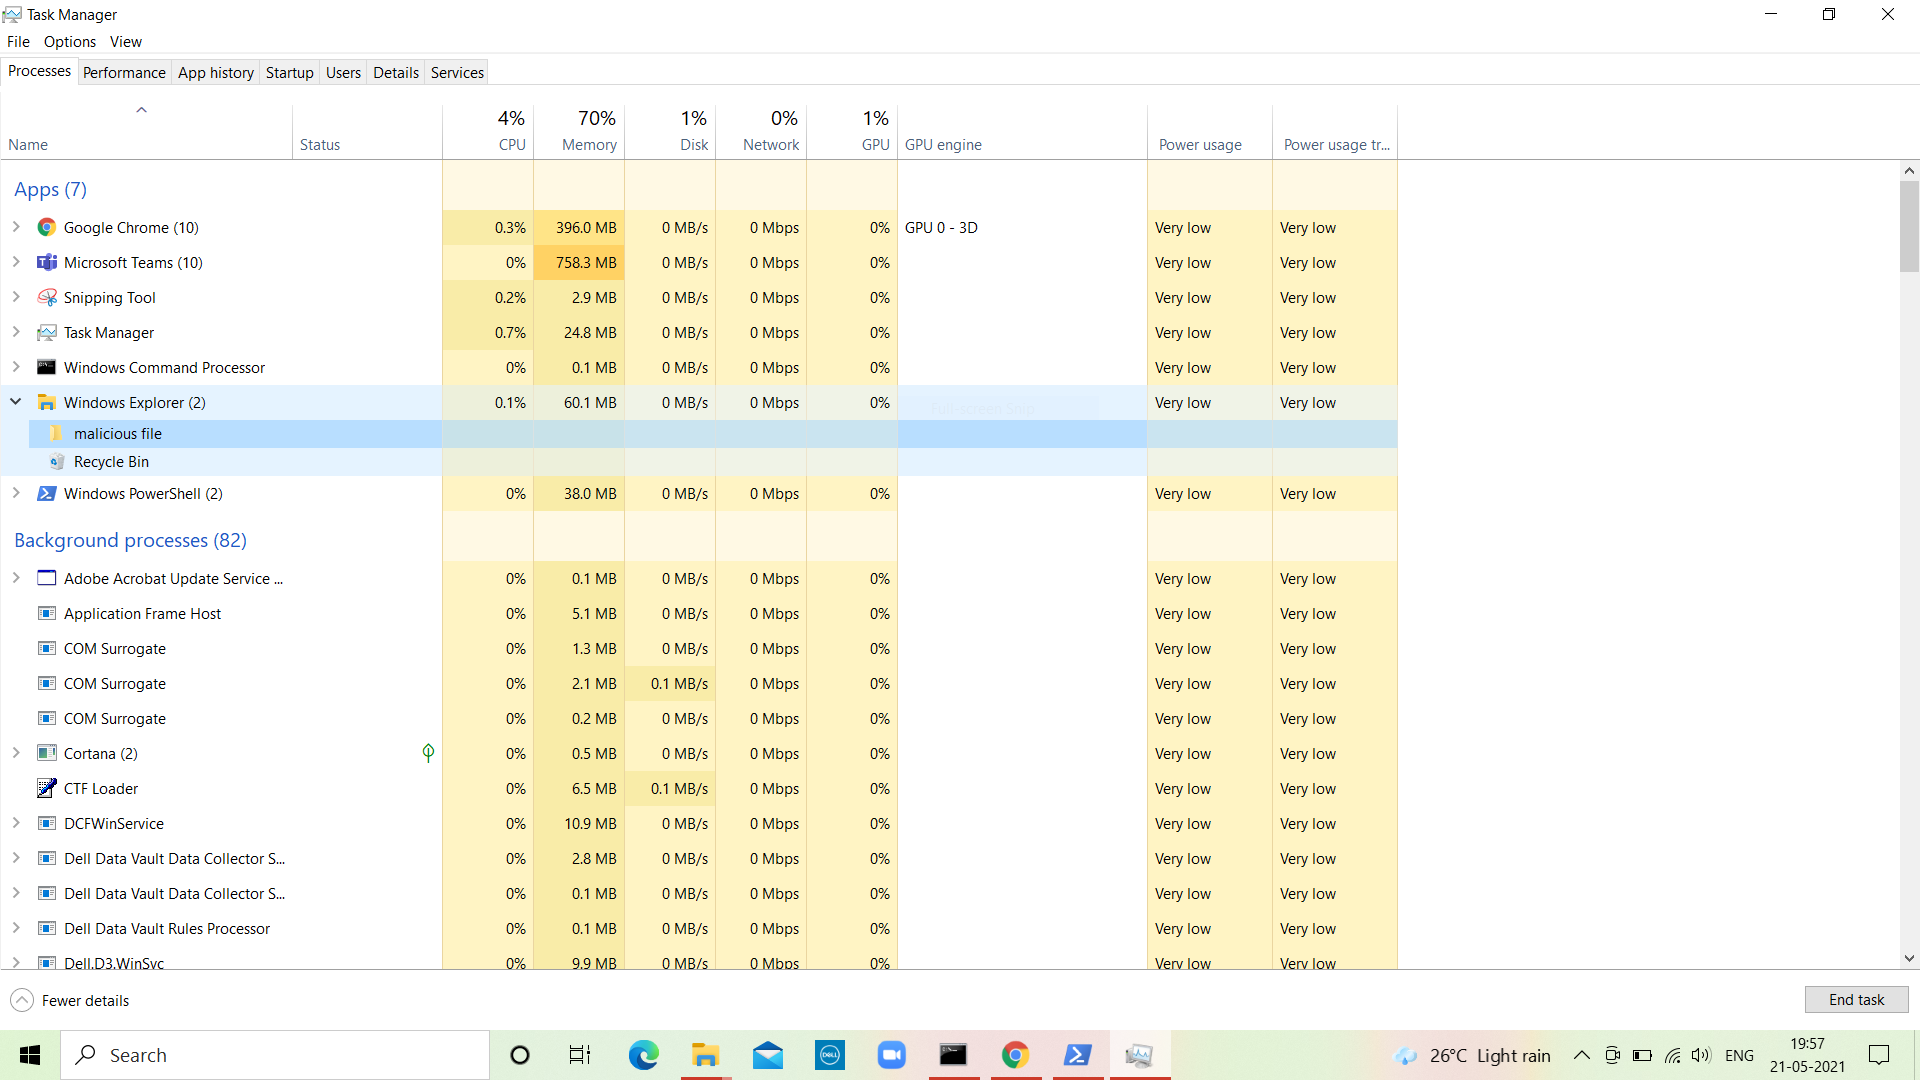 Task Manager
File Options View
Processes Performance App history Startup Users Details Services
4% 70% 1% 0% 1%
Name Status CPU Memory Disk Network GPU GPU engine Power usage Power usage tr...
Apps (7)
Google Chrome (10) 0.3% 396.0 MB 0 MB/s 0 Mbps 0% GPU 0 - 3D Very low Very low
Microsoft Teams (10) 0% 758.3 MB 0 MB/s 0 Mbps 0% Very low Very low
Snipping Tool 0.2% 2.9 MB 0 MB/s 0 Mbps 0% Very low Very low
Task Manager 0.7% 24.8 MB 0 MB/s 0 Mbps 0% Very low Very low
Windows Command Processor 0% 0.1 MB 0 MB/s 0 Mbps 0% Very low Very low
Windows Explorer (2) 0.1% 60.1 MB 0 MB/s 0 Mbps 0% Very low Very low
Full-screen Snip
malicious file
Recycle Bin
Windows PowerShell (2) 0% 38.0 MB 0 MB/s 0 Mbps 0% Very low Very low
Background processes (82)
Adobe Acrobat Update Service ... 0% 0.1 MB 0 MB/s 0 Mbps 0% Very low Very low
Application Frame Host 0% 5.1 MB 0 MB/s 0 Mbps 0% Very low Very low
COM Surrogate 0% 1.3 MB 0 MB/s 0 Mbps 0% Very low Very low
COM Surrogate 0% 2.1 MB 0.1 MB/s 0 Mbps 0% Very low Very low
COM Surrogate 0% 0.2 MB 0 MB/s 0 Mbps 0% Very low Very low
Cortana (2) 0% 0.5 MB 0 MB/s 0 Mbps 0% Very low Very low
CTF Loader 0% 6.5 MB 0.1 MB/s 0 Mbps 0% Very low Very low
DCFWinService 0% 10.9 MB 0 MB/s 0 Mbps 0% Very low Very low
Dell Data Vault Data Collector S... 0% 2.8 MB 0 MB/s 0 Mbps 0% Very low Very low
Dell Data Vault Data Collector S... 0% 0.1 MB 0 MB/s 0 Mbps 0% Very low Very low
Dell Data Vault Rules Processor 0% 0.1 MB 0 MB/s 0 Mbps 0% Very low Very low
Dell.D3.WinSvc 0% 9.9 MB 0 MB/s 0 Mbps 0% Very low Very low
Fewer details End task
Search DELL 26°C Light rain ENG 19:57
21-05-2021